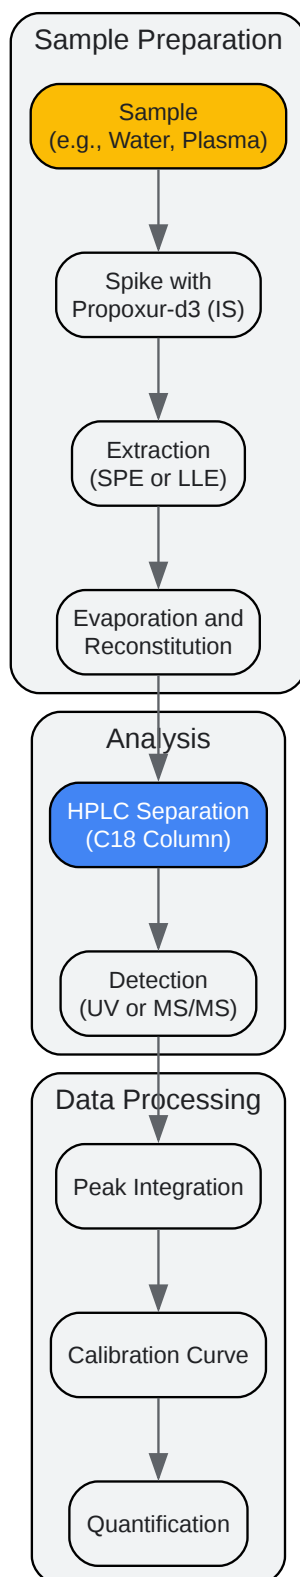 Sample Preparation
Sample
(e.g., Water, Plasma)
Spike with
Propoxur-d3 (IS)
Extraction
(SPE or LLE)
Evaporation and
Reconstitution
Analysis
HPLC Separation
(C18 Column)
Detection
(UV or MS/MS)
Data Processing
Peak Integration
Calibration Curve
Quantification